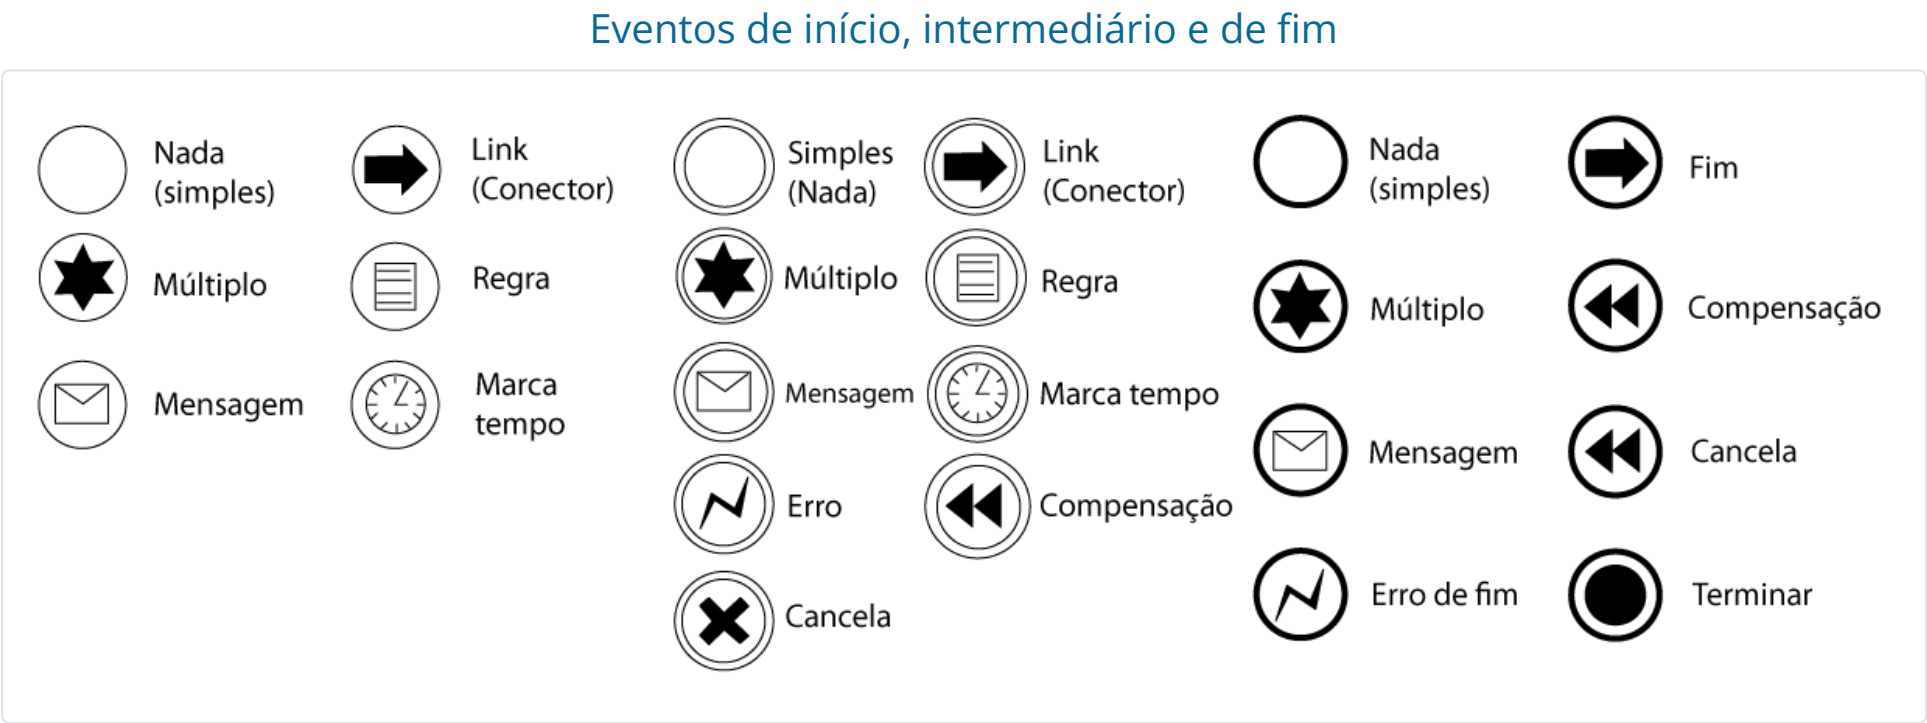 Eventos de início, intermediário e de fim
Nada
(simples)
Link
(Conector)
Múltiplo
Regra
Mensagem
Marca
tempo
Simples
(Nada)
Link
(Conector)
Múltiplo
Regra
Mensagem
Marca tempo
Erro
Compensação
Cancela
Nada
(simples)
Fim
Múltiplo
Compensação
Mensagem
Cancela
Erro de fim
Terminar